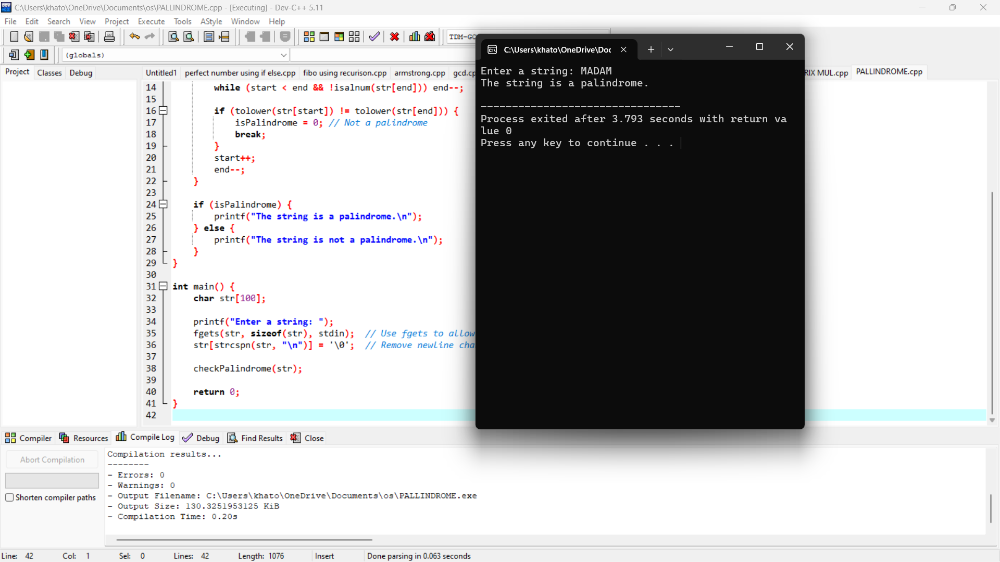 C:\Users\khato\OneDrive\Documents\os\PALLINDROME.cpp - [Executing] - Dev-C++ 5.11
File Edit Search View Project Execute Tools AStyle Window Help
TDM-GC
(globals)
Project Classes Debug
Untitled1 perfect number using if else.cpp fibo using recurison.cpp armstrong.cpp gcd.cp RIX MUL.cpp PALLINDROME.cpp
14 while (start < end && !isalnum(str[end])) end--;
15
16 if (tolower(str[start]) != tolower(str[end])) {
17 isPalindrome = 0; // Not a palindrome
18 break;
19 }
20 start++;
21 end--;
22 }
23
24 if (isPalindrome) {
25 printf("The string is a palindrome.\n");
26 } else {
27 printf("The string is not a palindrome.\n");
28 }
29 }
30
31 int main() {
32 char str[100];
33
34 printf("Enter a string: ");
35 fgets(str, sizeof(str), stdin); // Use fgets to allow
36 str[strcspn(str, "\n")] = '\0'; // Remove newline cha
37
38 checkPalindrome(str);
39
40 return 0;
41 }
42
C:\Users\khato\OneDrive\Doc
Enter a string: MADAM
The string is a palindrome.
--------------------------------
Process exited after 3.793 seconds with return va
lue 0
Press any key to continue . . .
Compiler Resources Compile Log Debug Find Results Close
Abort Compilation
Shorten compiler paths
Compilation results...
--------
- Errors: 0
- Warnings: 0
- Output Filename: C:\Users\khato\OneDrive\Documents\os\PALLINDROME.exe
- Output Size: 130.3251953125 KiB
- Compilation Time: 0.20s
Line: 42 Col: 1 Sel: 0 Lines: 42 Length: 1076 Insert Done parsing in 0.063 seconds